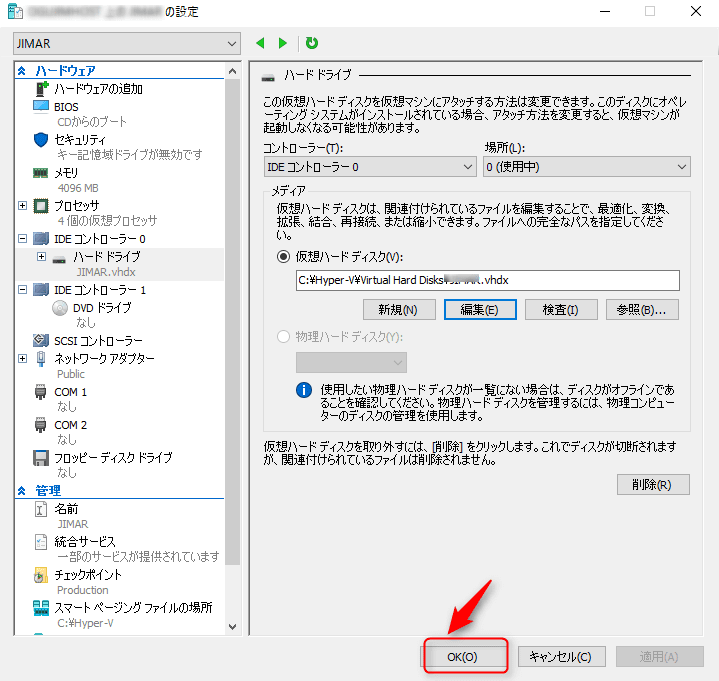 の設定
JIMAR
ハードウェア
ハードウェアの追加
BIOS
CDからのブート
セキュリティ
キー記憶域ドライブが無効です
メモリ
4096 MB
プロセッサ
4 個の仮想プロセッサ
IDE コントローラー 0
ハード ドライブ
JIMAR.vhdx
IDE コントローラー 1
DVD ドライブ
なし
SCSI コントローラー
ネットワーク アダプター
Public
COM 1
なし
COM 2
なし
フロッピー ディスク ドライブ
なし
管理
名前
JIMAR
統合サービス
一部のサービスが提供されています
チェックポイント
Production
スマート ページング ファイルの場所
C:¥Hyper-V
ハード ドライブ
この仮想ハード ディスクを仮想マシンにアタッチする方法は変更できます。このディスクにオペレ
ーティング システムがインストールされている場合、アタッチ方法を変更すると、仮想マシンが
起動しなくなる可能性があります。
コントローラー(T):
場所(L):
IDE コントローラー 0
0 (使用中)
メディア
仮想ハード ディスクは、関連付けられているファイルを編集することで、最適化、変換、
拡張、結合、再接続、または縮小できます。ファイルへの完全なパスを指定してくださ
い。
仮想ハード ディスク(V):
C:¥Hyper-V¥Virtual Hard Disks¥ .vhdx
新規(N)
編集(E)
検査(I)
参照(B)...
物理ハード ディスク(Y):
使用したい物理ハード ディスクが一覧にない場合は、ディスクがオフラインであ
ることを確認してください。物理ハード ディスクを管理するには、物理コンピュー
ターのディスクの管理を使用します。
仮想ハード ディスクを取り外すには、[削除] をクリックします。これでディスクが切断されます
が、関連付けられているファイルは削除されません。
削除(R)
OK(O)
キャンセル(C)
適用(A)